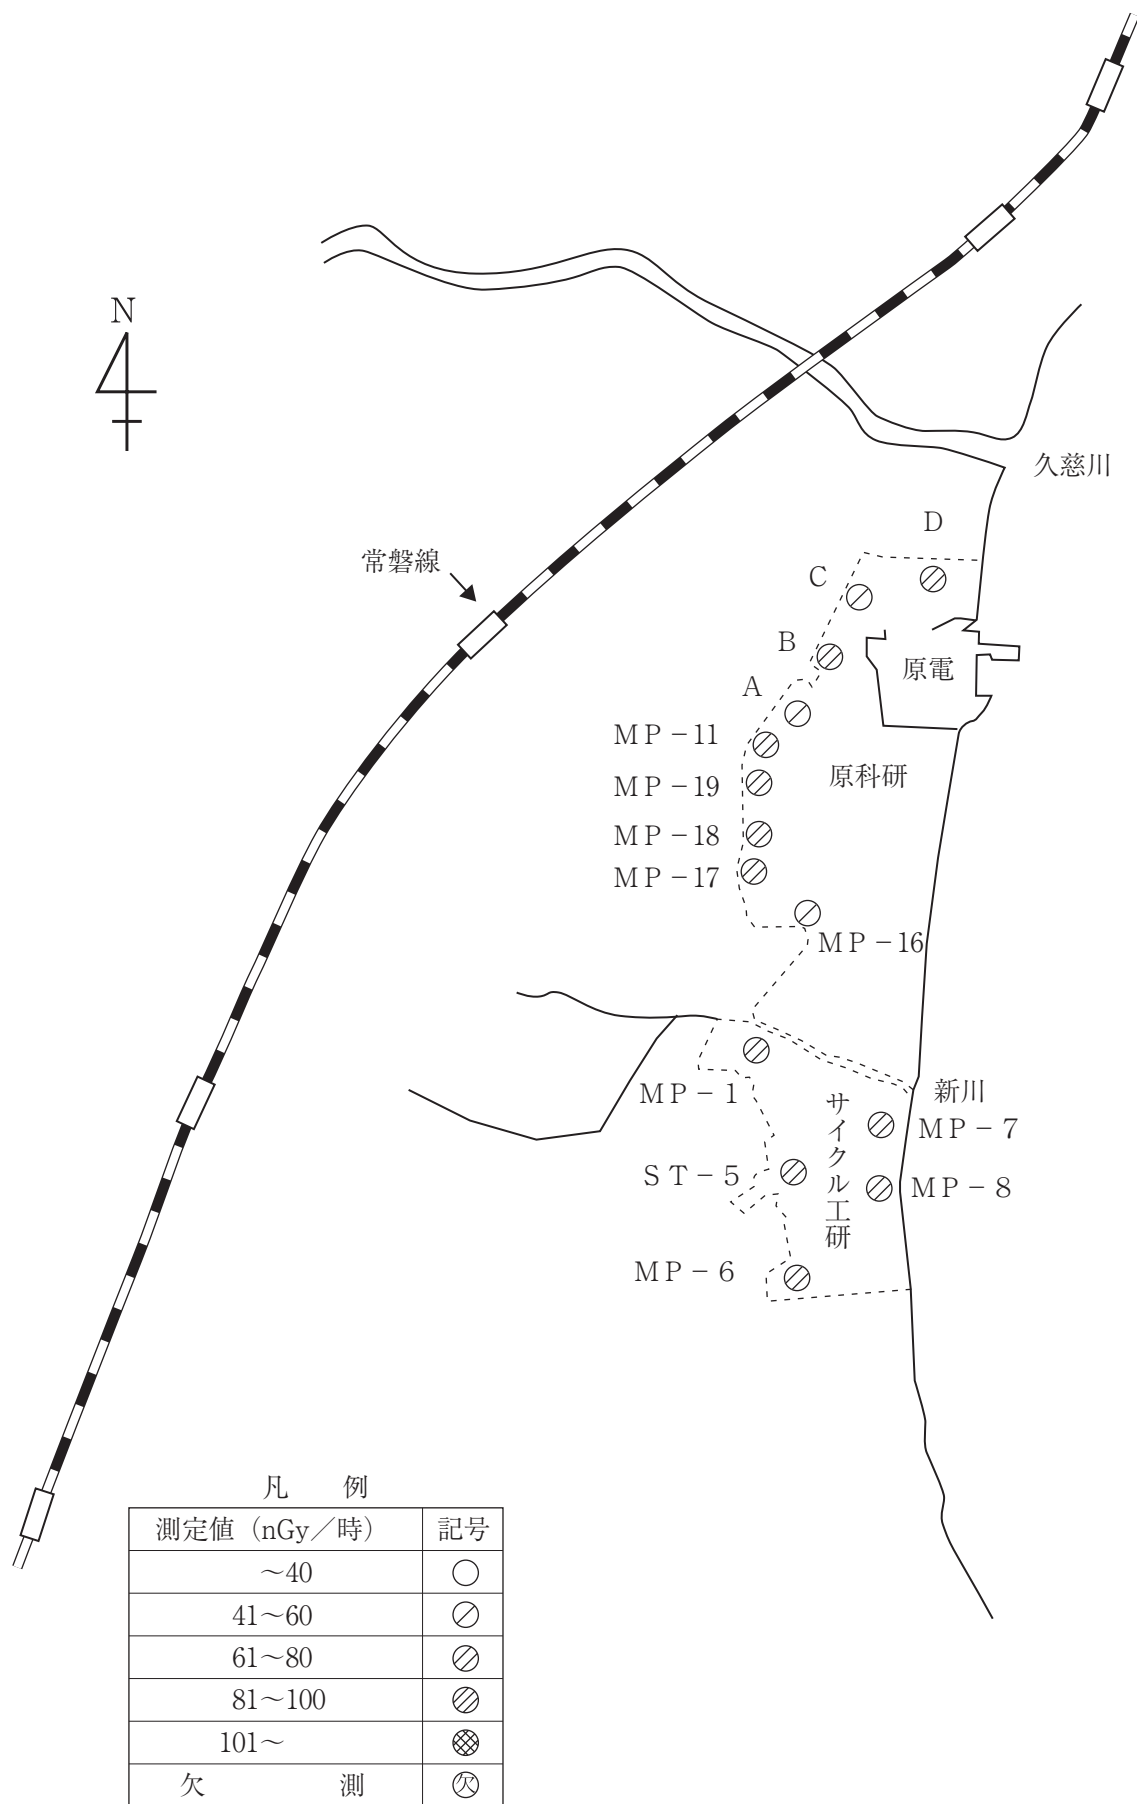 N
久慈川
D
常磐線
C
B
原電
A
MP－11
原科研
MP－19
MP－18
MP－17
MP－16
新川
MP－1
サイクル工研
MP－7
ST－5
MP－8
MP－6
凡　例
測定値（nGy／時）　記号
～40
41～60
61～80
81～100
101～
欠　測　欠